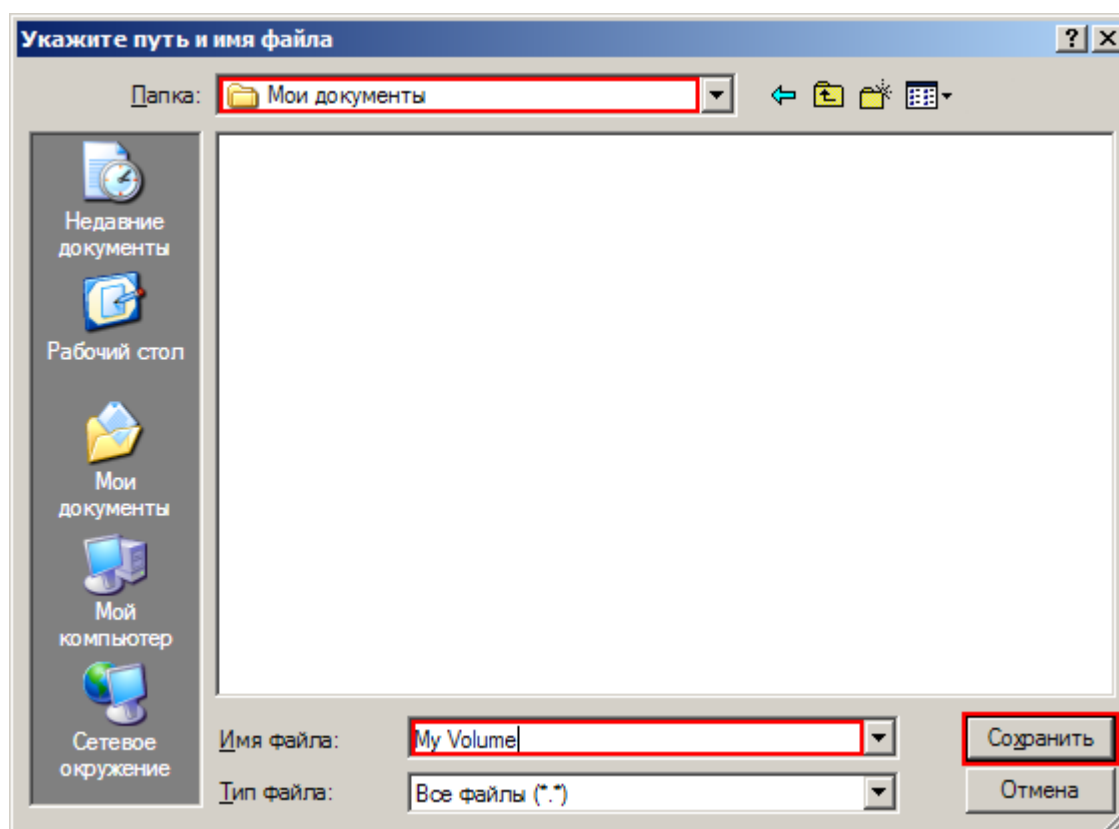 Укажите путь и имя файла
Папка:
Мои документы
Недавние
документы
Рабочий стол
Мои
документы
Мой
компьютер
Сетевое
окружение
Имя файла:
My Volume
Сохранить
Тип файла:
Все файлы (*.*)
Отмена